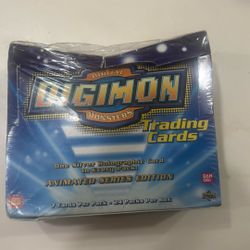 DIGITAL
DIGIMON
MONSTERS
Trading
Cards
One Silver Holographic Card
In Every Pack!
ANIMATED SERIES EDITION
7 Cards Per Pack • 24 Packs Per Box